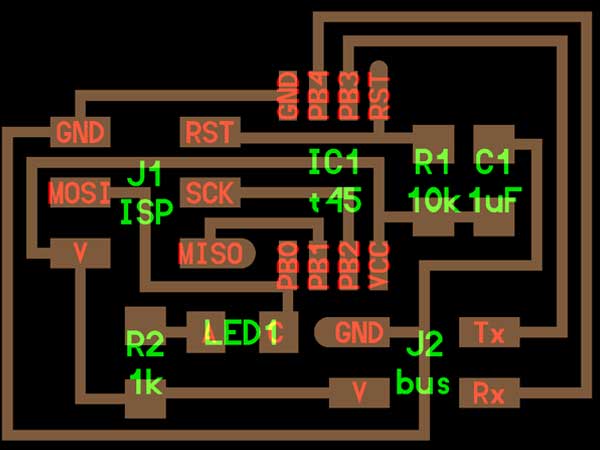 GND PB4 PB3 RST
GND RST
IC1 R1 C1
J1
MOSI SCK t45 10k 1uF
ISP
V MISO PB0 PB1 PB2 VCC
R2 A LED1 C GND J2 Tx
1k V bus Rx